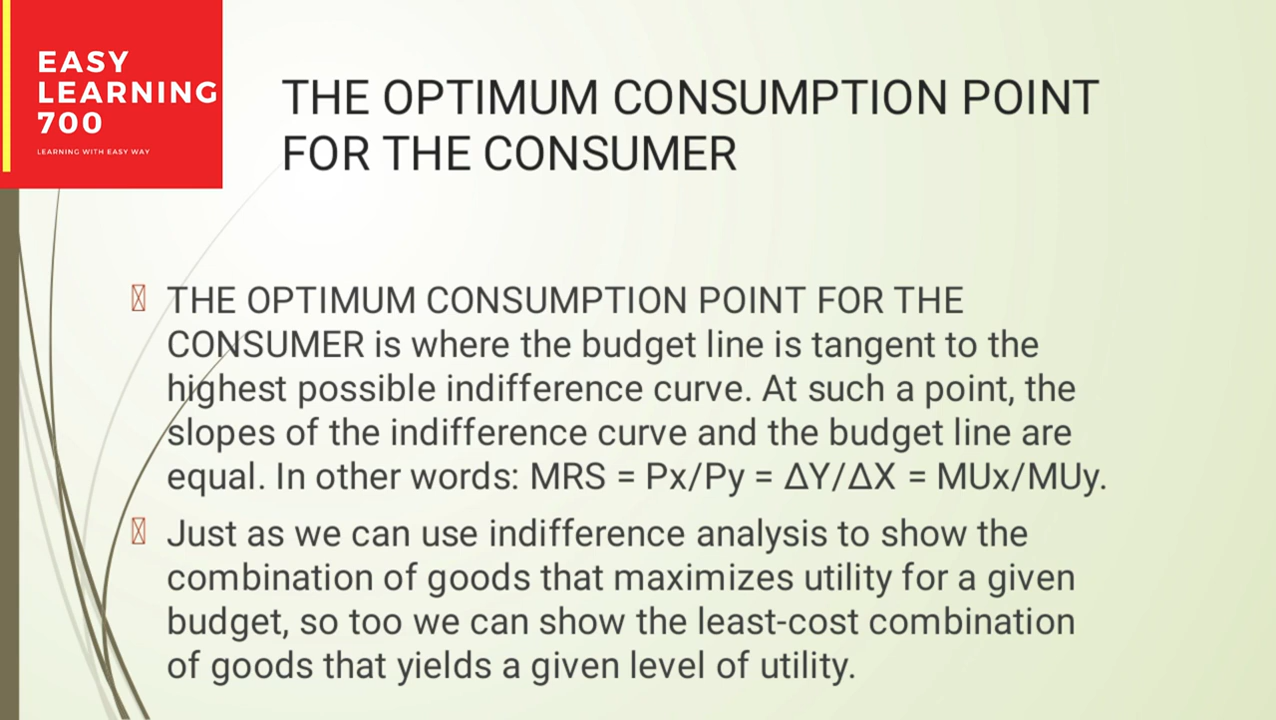 EASY
LEARNING
700
LEARNING WITH EASY WAY
THE OPTIMUM CONSUMPTION POINT
FOR THE CONSUMER
THE OPTIMUM CONSUMPTION POINT FOR THE
CONSUMER is where the budget line is tangent to the
highest possible indifference curve. At such a point, the
slopes of the indifference curve and the budget line are
equal. In other words: MRS = Px/Py = ΔY/ΔX = MUx/MUy.
Just as we can use indifference analysis to show the
combination of goods that maximizes utility for a given
budget, so too we can show the least-cost combination
of goods that yields a given level of utility.